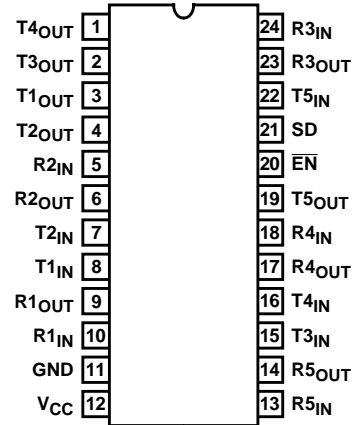 T4OUT 1 24 R3IN
T3OUT 2 23 R3OUT
T1OUT 3 22 T5IN
T2OUT 4 21 SD
R2IN 5 20 E̅N̅
R2OUT 6 19 T5OUT
T2IN 7 18 R4IN
T1IN 8 17 R4OUT
R1OUT 9 16 T4IN
R1IN 10 15 T3IN
GND 11 14 R5OUT
VCC 12 13 R5IN